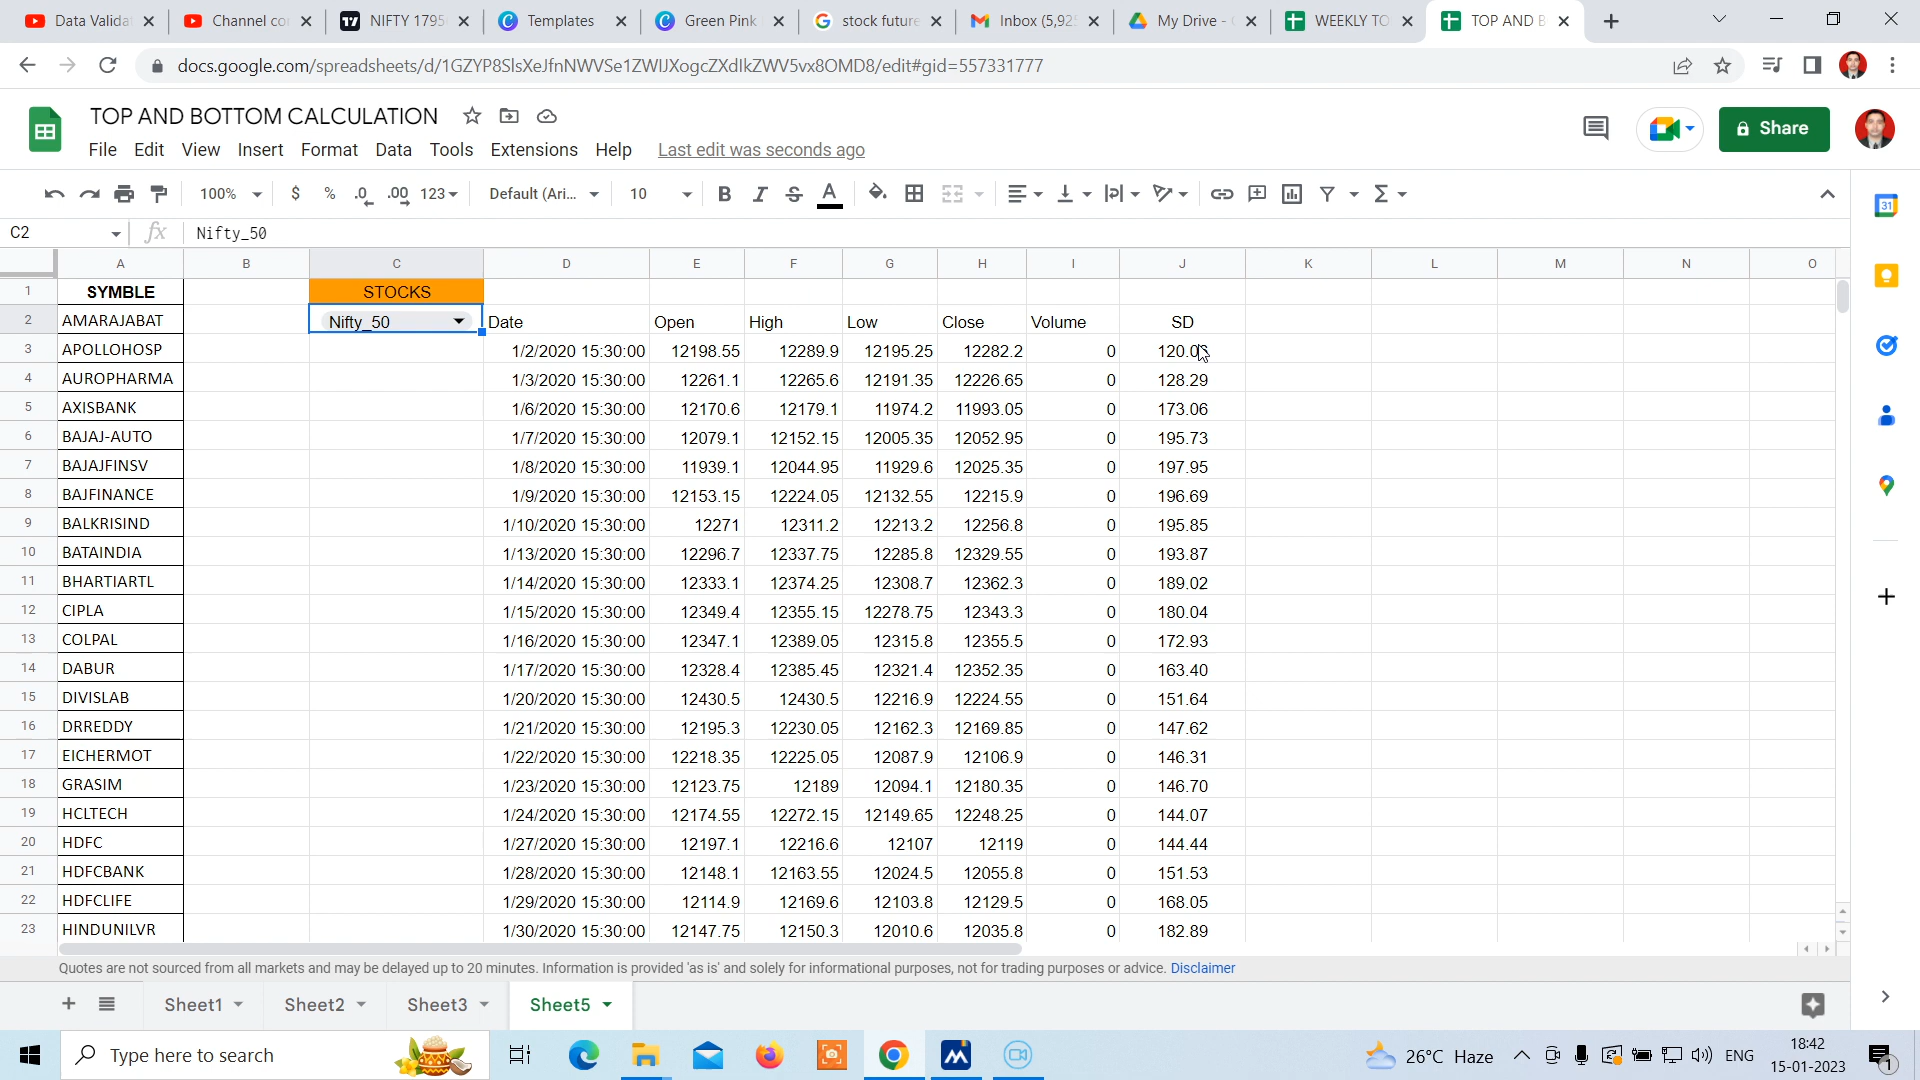 Data Valida
Channel co
NIFTY 1795
Templates
Green Pink
stock future
Inbox (5,92
My Drive -
WEEKLY TO
TOP AND B
docs.google.com/spreadsheets/d/1GZYP8SlsXeJfnNWVSe1ZWIJXogcZXdlkZWV5vx8OMD8/edit#gid=557331777
TOP AND BOTTOM CALCULATION
File Edit View Insert Format Data Tools Extensions Help Last edit was seconds ago
Share
100% $ % .0 .00 123 Default (Ari... 10 B I S A Σ
31
C2 fx Nifty_50
A B C D E F G H I J K L M N O
1 SYMBLE STOCKS
2 AMARAJABAT Nifty_50 Date Open High Low Close Volume SD
3 APOLLOHOSP 1/2/2020 15:30:00 12198.55 12289.9 12195.25 12282.2 0
4 AUROPHARMA 1/3/2020 15:30:00 12261.1 12265.6 12191.35 12226.65 0 128.29
5 AXISBANK 1/6/2020 15:30:00 12170.6 12179.1 11974.2 11993.05 0 173.06
6 BAJAJ-AUTO 1/7/2020 15:30:00 12079.1 12152.15 12005.35 12052.95 0 195.73
7 BAJAJFINSV 1/8/2020 15:30:00 11939.1 12044.95 11929.6 12025.35 0 197.95
8 BAJFINANCE 1/9/2020 15:30:00 12153.15 12224.05 12132.55 12215.9 0 196.69
9 BALKRISIND 1/10/2020 15:30:00 12271 12311.2 12213.2 12256.8 0 195.85
10 BATAINDIA 1/13/2020 15:30:00 12296.7 12337.75 12285.8 12329.55 0 193.87
11 BHARTIARTL 1/14/2020 15:30:00 12333.1 12374.25 12308.7 12362.3 0 189.02
12 CIPLA 1/15/2020 15:30:00 12349.4 12355.15 12278.75 12343.3 0 180.04
13 COLPAL 1/16/2020 15:30:00 12347.1 12389.05 12315.8 12355.5 0 172.93
14 DABUR 1/17/2020 15:30:00 12328.4 12385.45 12321.4 12352.35 0 163.40
15 DIVISLAB 1/20/2020 15:30:00 12430.5 12430.5 12216.9 12224.55 0 151.64
16 DRREDDY 1/21/2020 15:30:00 12195.3 12230.05 12162.3 12169.85 0 147.62
17 EICHERMOT 1/22/2020 15:30:00 12218.35 12225.05 12087.9 12106.9 0 146.31
18 GRASIM 1/23/2020 15:30:00 12123.75 12189 12094.1 12180.35 0 146.70
19 HCLTECH 1/24/2020 15:30:00 12174.55 12272.15 12149.65 12248.25 0 144.07
20 HDFC 1/27/2020 15:30:00 12197.1 12216.6 12107 12119 0 144.44
21 HDFCBANK 1/28/2020 15:30:00 12148.1 12163.55 12024.5 12055.8 0 151.53
22 HDFCLIFE 1/29/2020 15:30:00 12114.9 12169.6 12103.8 12129.5 0 168.05
23 HINDUNILVR 1/30/2020 15:30:00 12147.75 12150.3 12010.6 12035.8 0 182.89
Quotes are not sourced from all markets and may be delayed up to 20 minutes. Information is provided 'as is' and solely for informational purposes, not for trading purposes or advice. Disclaimer
Sheet1 Sheet2 Sheet3 Sheet5
Type here to search
26°C Haze
ENG
18:42
15-01-2023
1